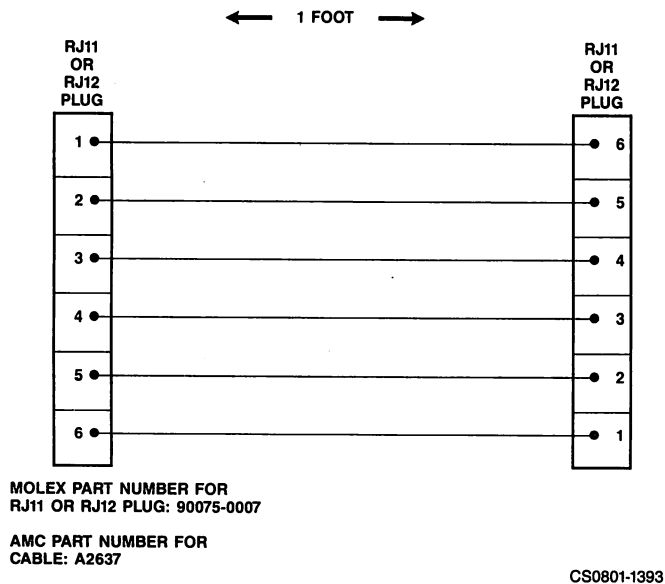 1 FOOT
RJ11
OR
RJ12
PLUG
RJ11
OR
RJ12
PLUG
1 6
2 5
3 4
4 3
5 2
6 1
MOLEX PART NUMBER FOR
RJ11 OR RJ12 PLUG: 90075-0007
AMC PART NUMBER FOR
CABLE: A2637
CS0801-1393